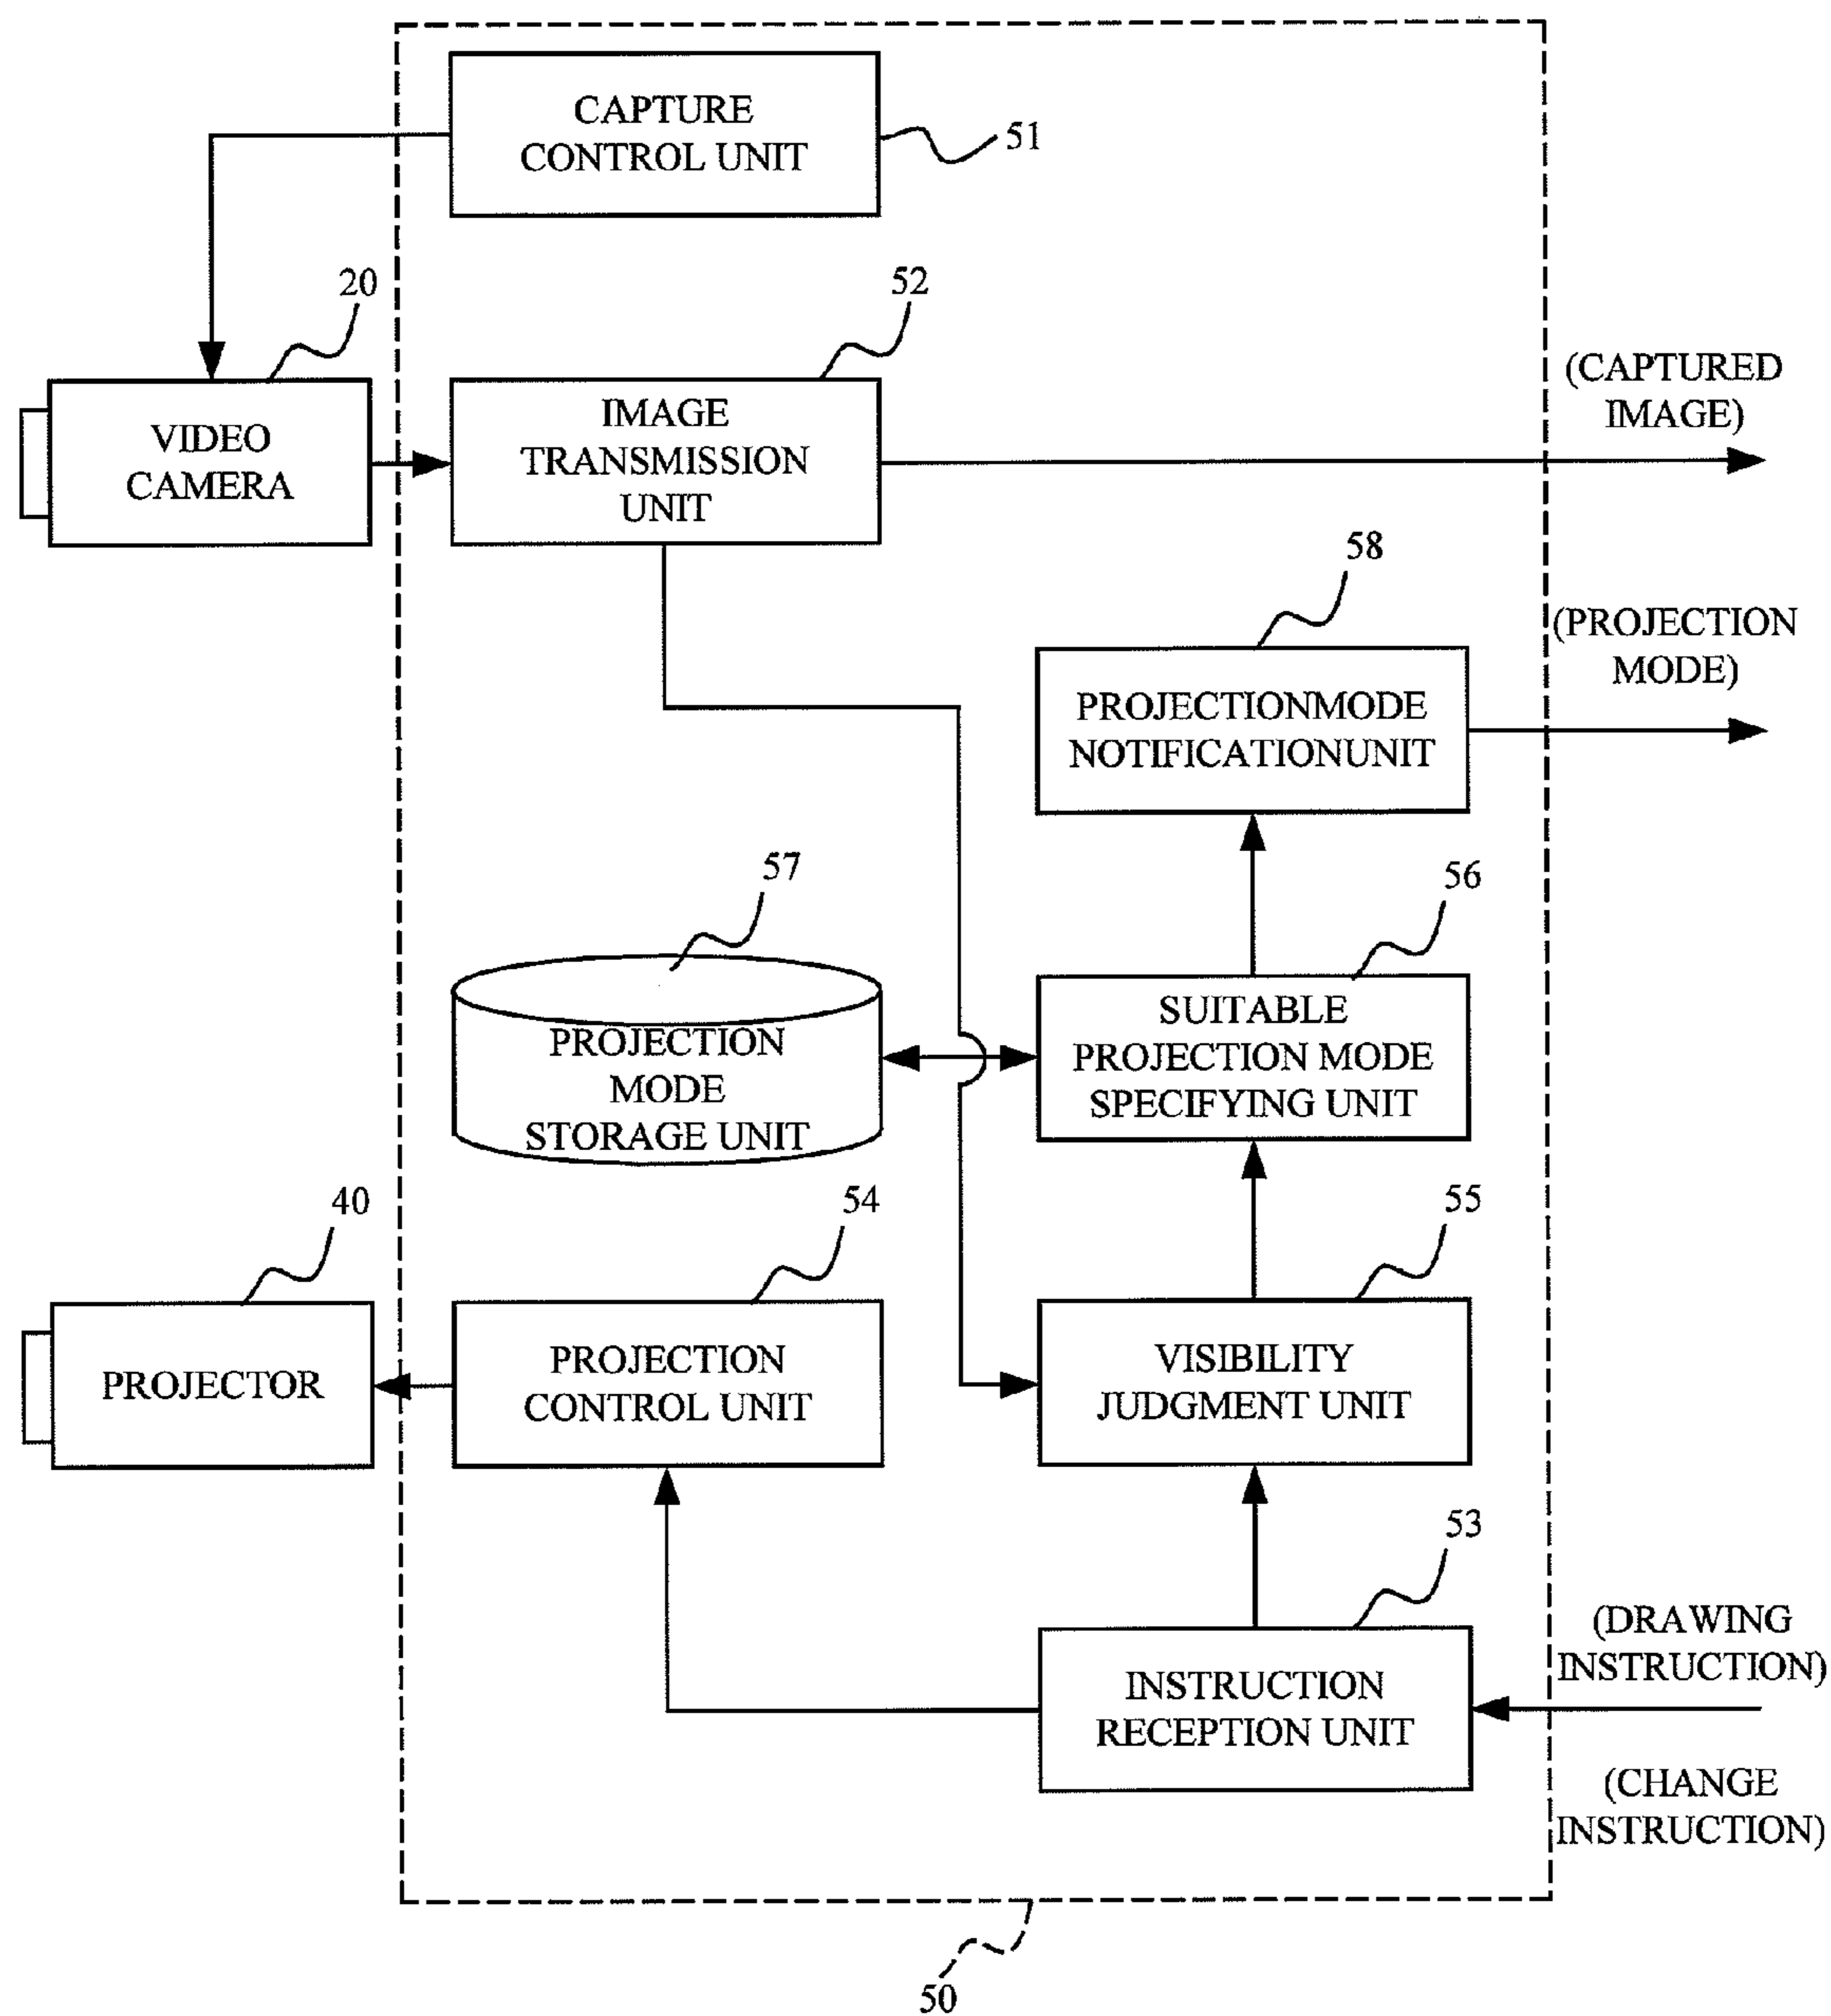 CAPTURE
CONTROL UNIT
51
20
52
VIDEO
CAMERA
IMAGE
TRANSMISSION
UNIT
(CAPTURED
IMAGE)
58
PROJECTIONMODE
NOTIFICATIONUNIT
(PROJECTION
MODE)
57
PROJECTION
MODE
STORAGE UNIT
56
SUITABLE
PROJECTION MODE
SPECIFYING UNIT
40
PROJECTOR
54
PROJECTION
CONTROL UNIT
55
VISIBILITY
JUDGMENT UNIT
53
INSTRUCTION
RECEPTION UNIT
(DRAWING
INSTRUCTION)
(CHANGE
INSTRUCTION)
50